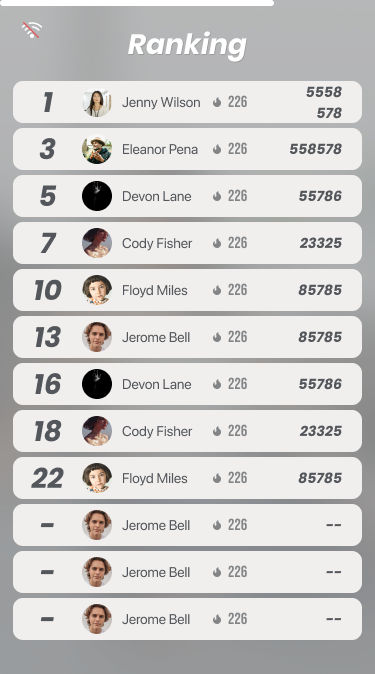 Ranking
1 Jenny Wilson 226 5558
578
3 Eleanor Pena 226 558578
5 Devon Lane 226 55786
7 Cody Fisher 226 23325
10 Floyd Miles 226 85785
13 Jerome Bell 226 85785
16 Devon Lane 226 55786
18 Cody Fisher 226 23325
22 Floyd Miles 226 85785
– Jerome Bell 226 --
– Jerome Bell 226 --
– Jerome Bell 226 --